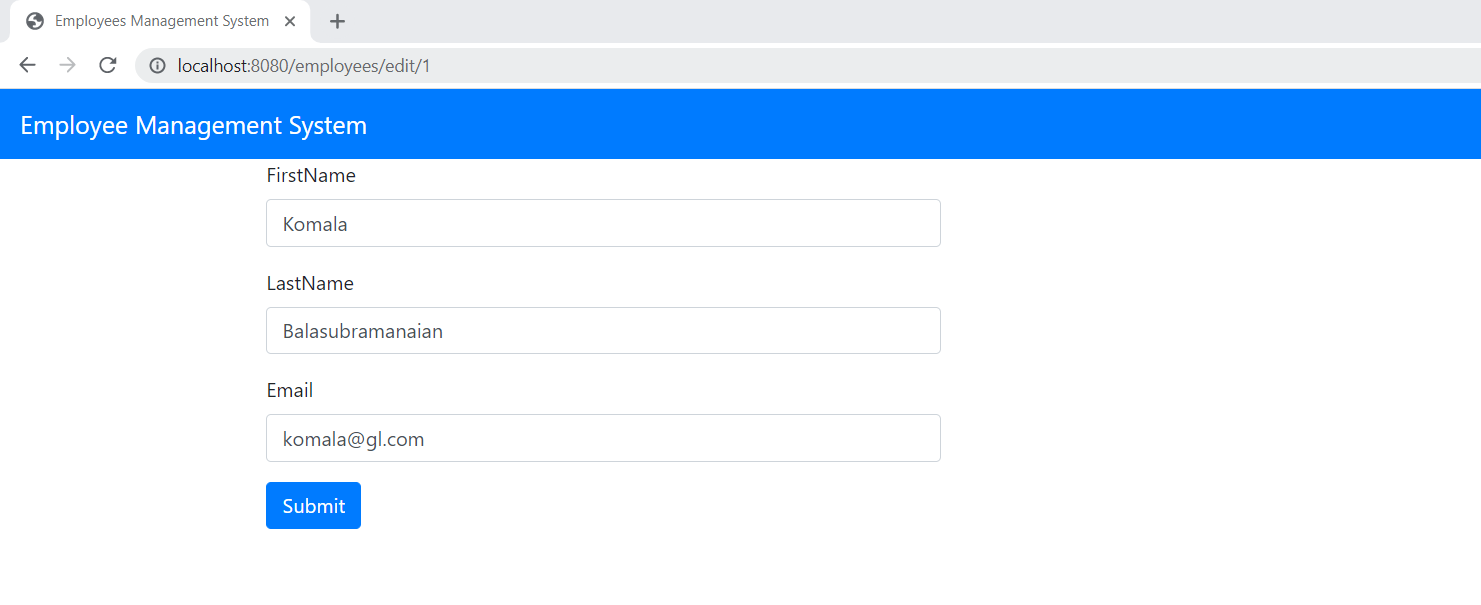 Employees Management System
localhost:8080/employees/edit/1
Employee Management System
FirstName
Komala
LastName
Balasubramanaian
Email
komala@gl.com
Submit